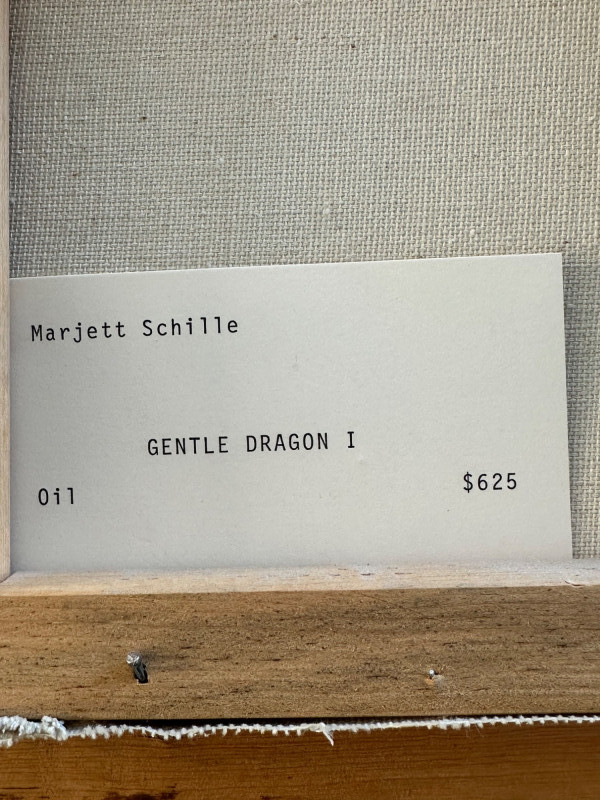 Marjett Schille
GENTLE DRAGON I
Oil
$625